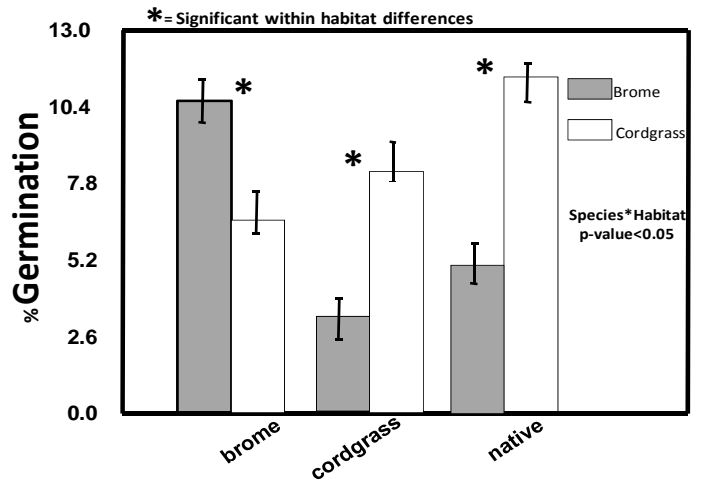 *= Significant within habitat differences
13.0
10.4
7.8
5.2
2.6
0.0
% Germination
*
*
*
Brome
Cordgrass
Species*Habitat
p-value<0.05
brome
cordgrass
native